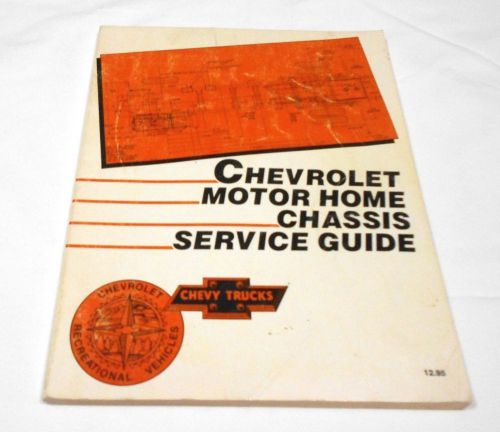 CHEVROLET
MOTOR HOME
CHASSIS
SERVICE GUIDE
CHEVROLET
RECREATIONAL VEHICLES
CHEVY TRUCKS
12.95